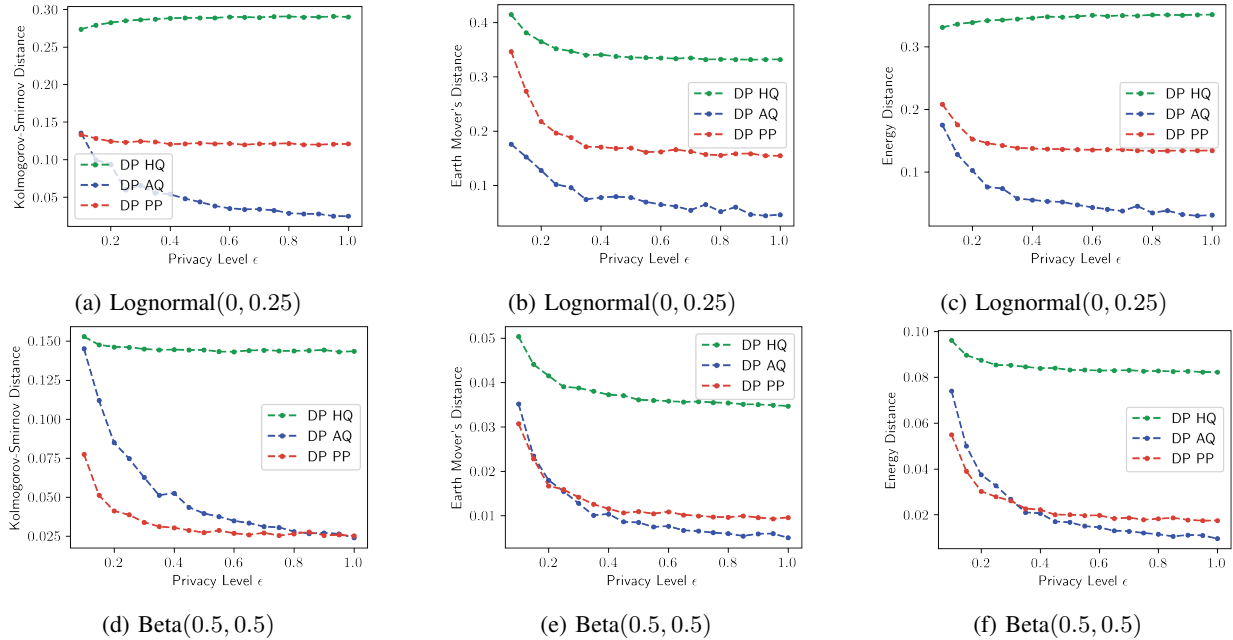 Kolmogorov-Smirnov Distance
0.30
0.25
0.20
0.15
0.10
0.05
DP HQ
DP AQ
DP PP
0.2 0.4 0.6 0.8 1.0
Privacy Level ϵ
(a) Lognormal(0, 0.25)
Earth Mover's Distance
0.4
0.3
0.2
0.1
DP HQ
DP AQ
DP PP
0.2 0.4 0.6 0.8 1.0
Privacy Level ϵ
(b) Lognormal(0, 0.25)
Energy Distance
0.3
0.2
0.1
DP HQ
DP AQ
DP PP
0.2 0.4 0.6 0.8 1.0
Privacy Level ϵ
(c) Lognormal(0, 0.25)
Kolmogorov-Smirnov Distance
0.150
0.125
0.100
0.075
0.050
0.025
DP HQ
DP AQ
DP PP
0.2 0.4 0.6 0.8 1.0
Privacy Level ϵ
(d) Beta(0.5, 0.5)
Earth Mover's Distance
0.05
0.04
0.03
0.02
0.01
DP HQ
DP AQ
DP PP
0.2 0.4 0.6 0.8 1.0
Privacy Level ϵ
(e) Beta(0.5, 0.5)
Energy Distance
0.10
0.08
0.06
0.04
0.02
DP HQ
DP AQ
DP PP
0.2 0.4 0.6 0.8 1.0
Privacy Level ϵ
(f) Beta(0.5, 0.5)